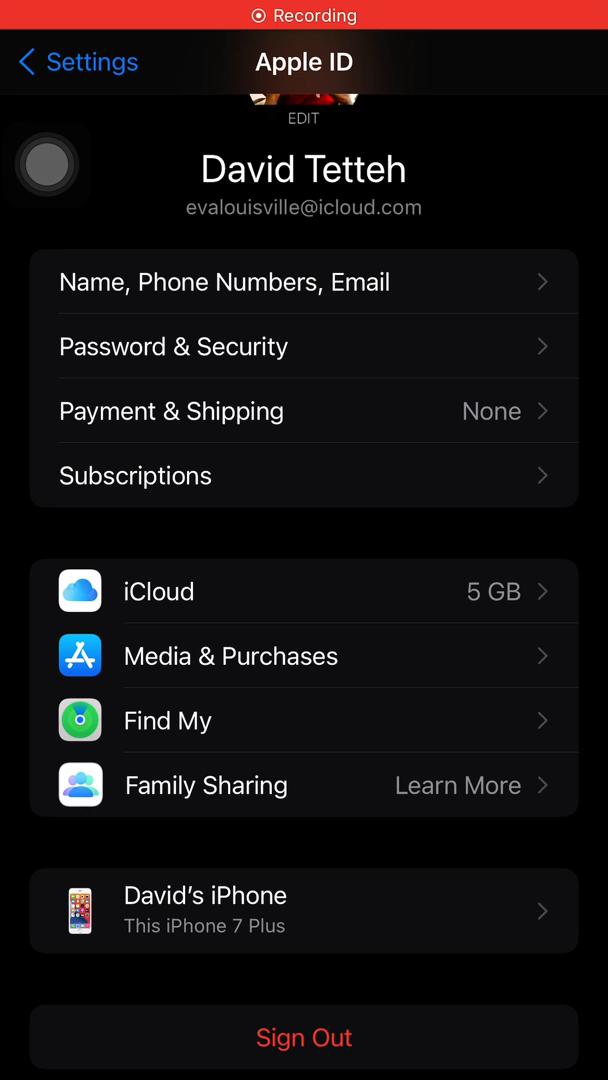 Recording
Settings
Apple ID
EDIT
David Tetteh
evalouisville@icloud.com
Name, Phone Numbers, Email
Password & Security
Payment & Shipping None
Subscriptions
iCloud 5 GB
Media & Purchases
Find My
Family Sharing Learn More
David's iPhone
This iPhone 7 Plus
Sign Out